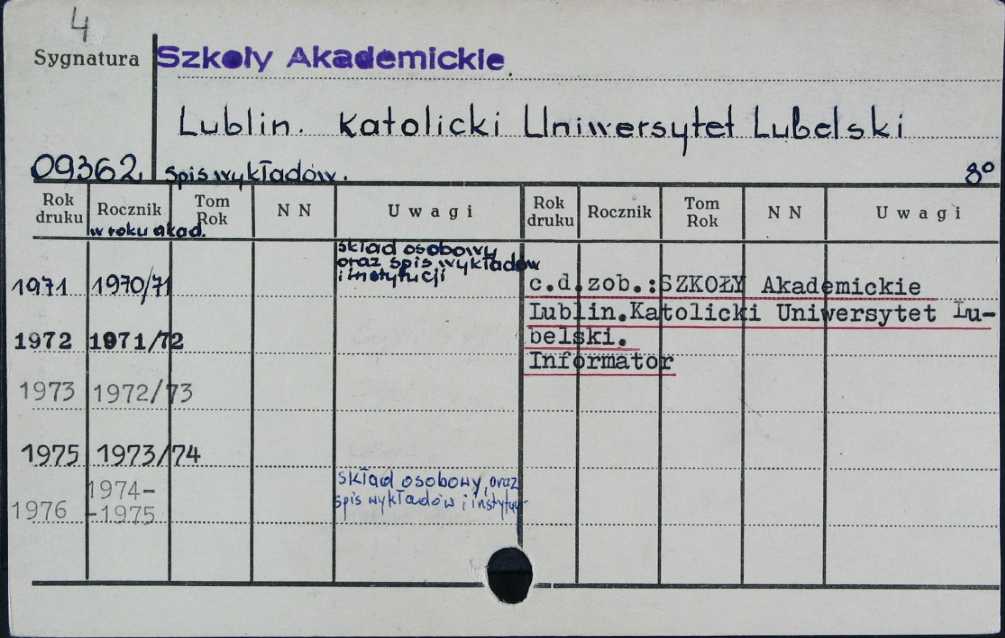 4
Sygnatura Szkoły Akademickie
Lublin. Katolicki Uniwersytet Lubelski
09362. spis wykładów. 8°
Rok druku Rocznik Tom Rok N N Uwagi Rok druku Rocznik Tom Rok N N Uwagi
w roku akad.
skład osobowy
oraz spis wykładów
i instytucji
1971 1970/71
1972 1971/72
1973 1972/73
1975 1973/74
1976 1974-
-1975
skład osobowy, oraz
spis wykładów i
c.d.zob.:SZKOŁY Akademickie
Lublin.Katolicki Uniwersytet Lu-
belski.
Informator